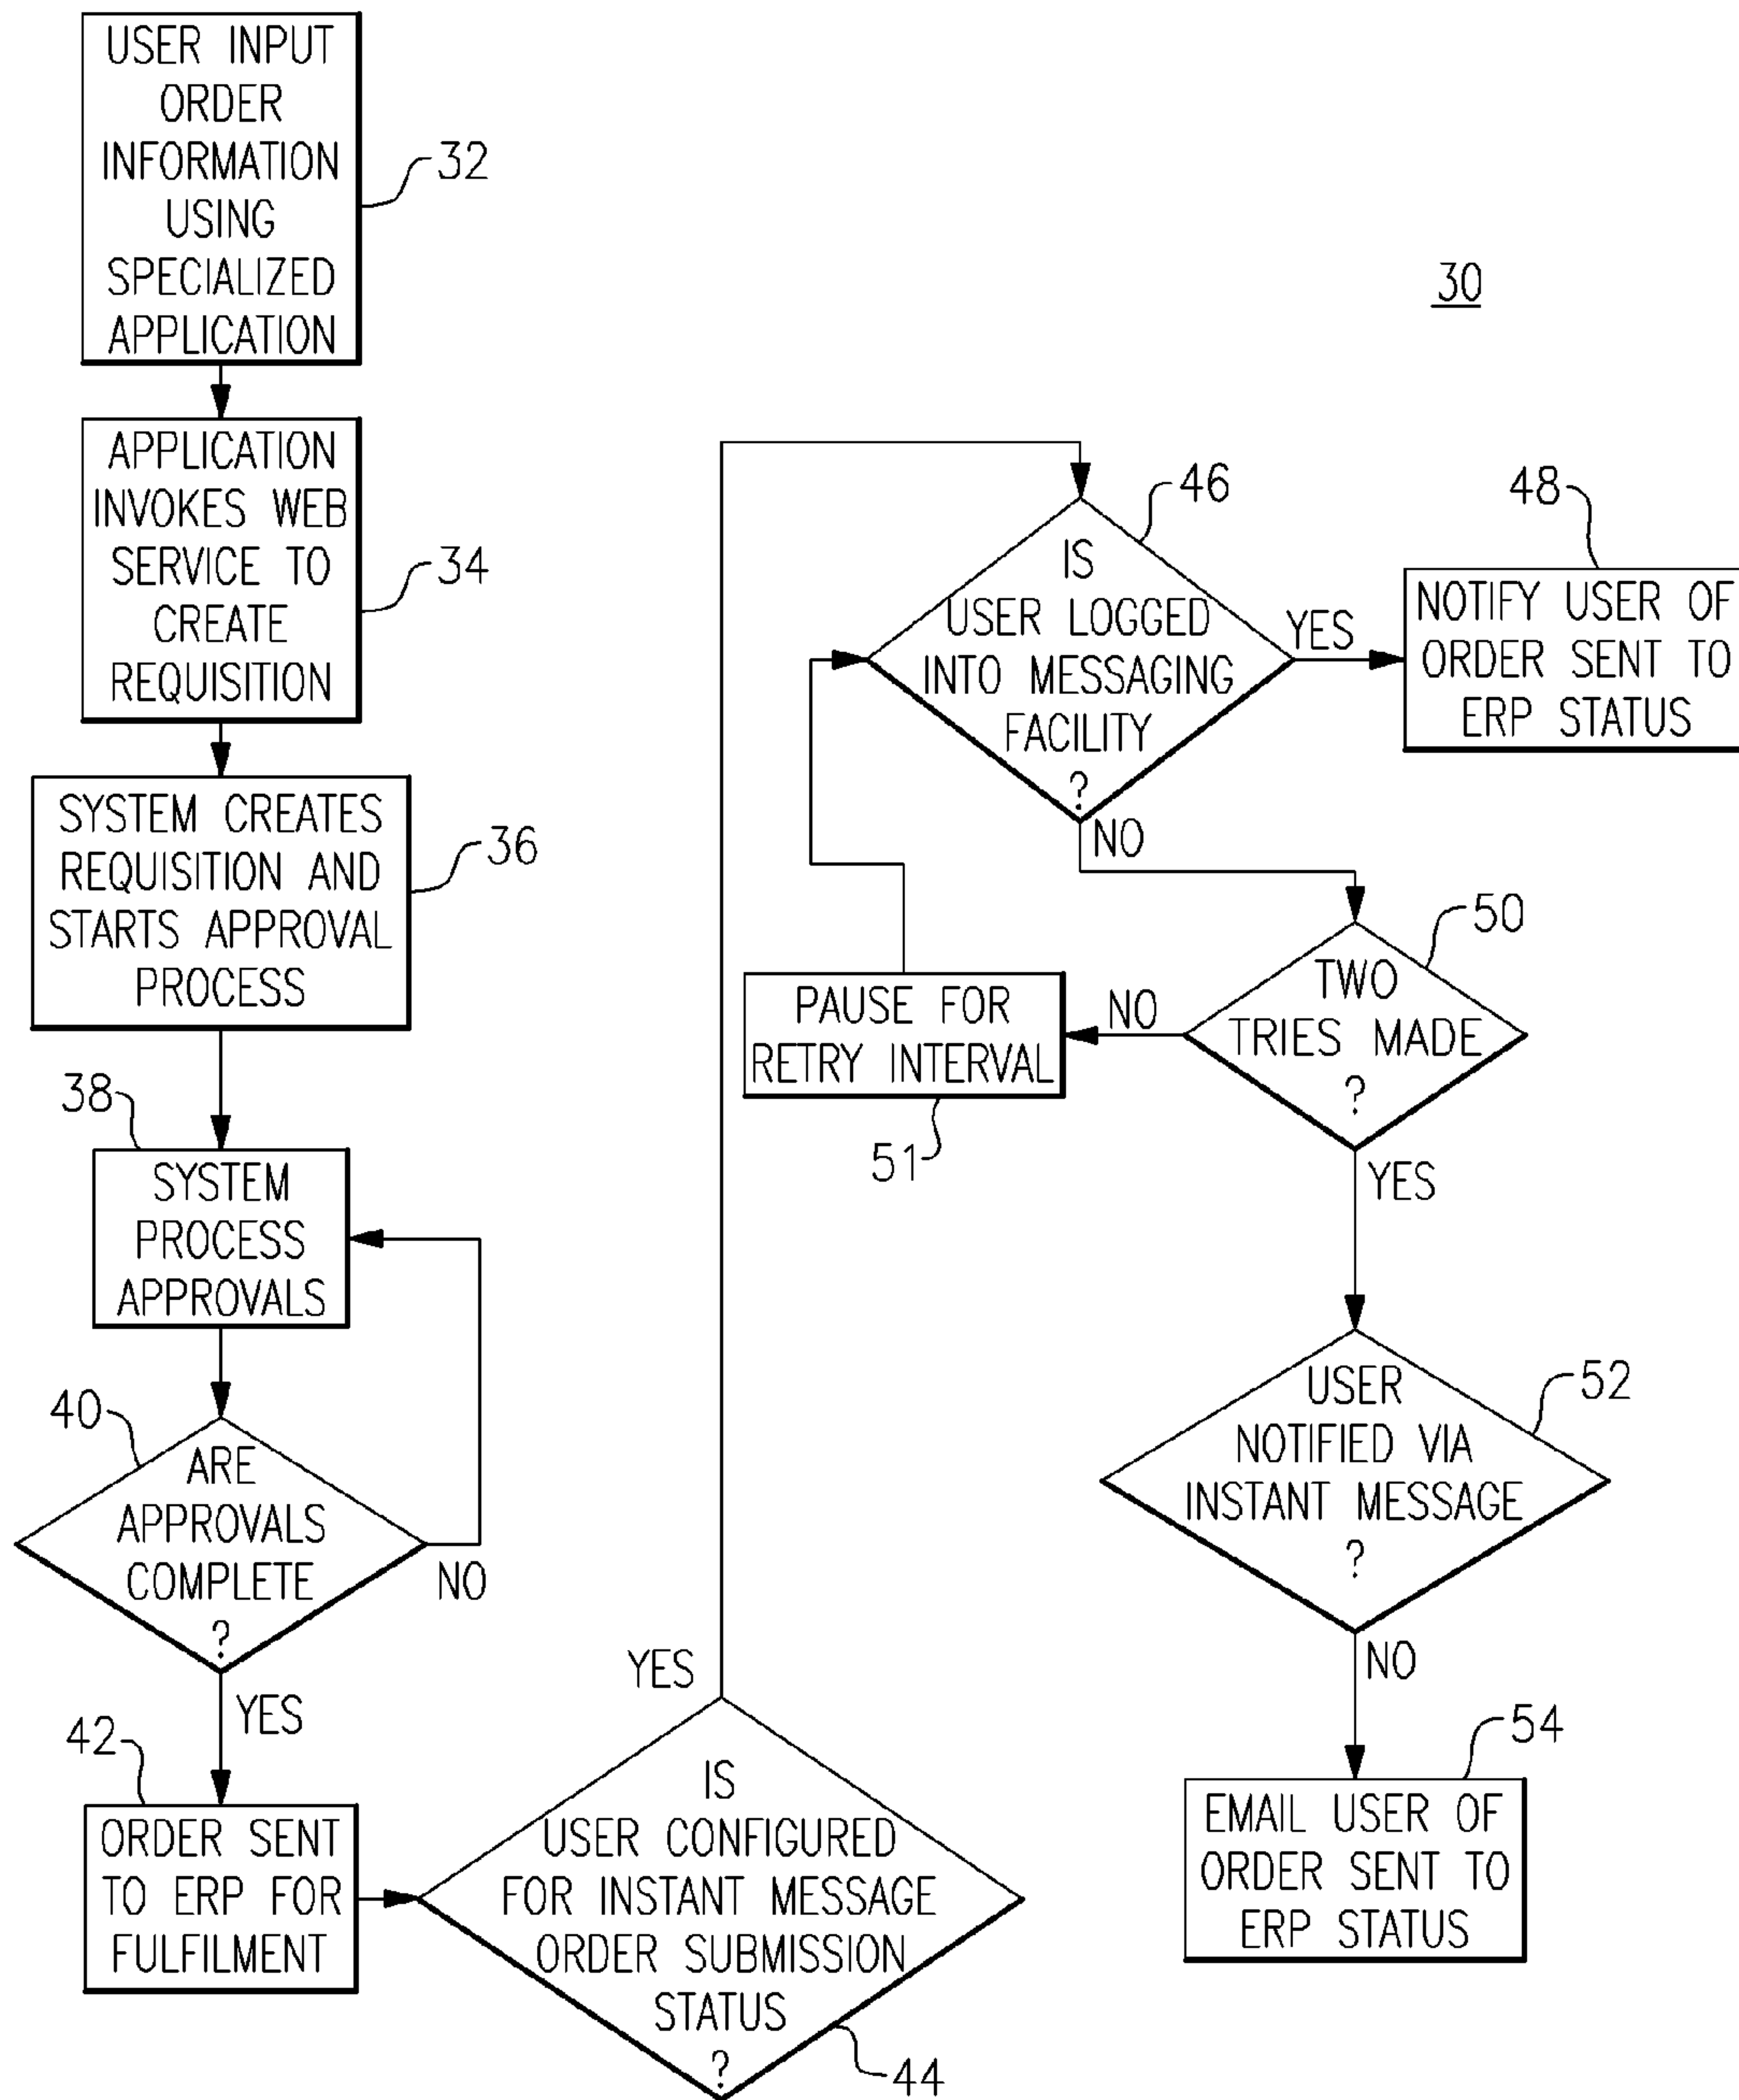 USER INPUT
ORDER
INFORMATION
USING
SPECIALIZED
APPLICATION
32
APPLICATION
INVOKES WEB
SERVICE TO
CREATE
REQUISITION
34
SYSTEM CREATES
REQUISITION AND
STARTS APPROVAL
PROCESS
36
38
SYSTEM
PROCESS
APPROVALS
40
ARE
APPROVALS
COMPLETE
?
NO
YES
42
ORDER SENT
TO ERP FOR
FULFILMENT
IS
USER CONFIGURED
FOR INSTANT MESSAGE
ORDER SUBMISSION
STATUS
?
44
YES
30
46
IS
USER LOGGED
INTO MESSAGING
FACILITY
?
YES
48
NOTIFY USER OF
ORDER SENT TO
ERP STATUS
NO
50
TWO
TRIES MADE
?
NO
PAUSE FOR
RETRY INTERVAL
51
YES
52
USER
NOTIFIED VIA
INSTANT MESSAGE
?
NO
54
EMAIL USER OF
ORDER SENT TO
ERP STATUS